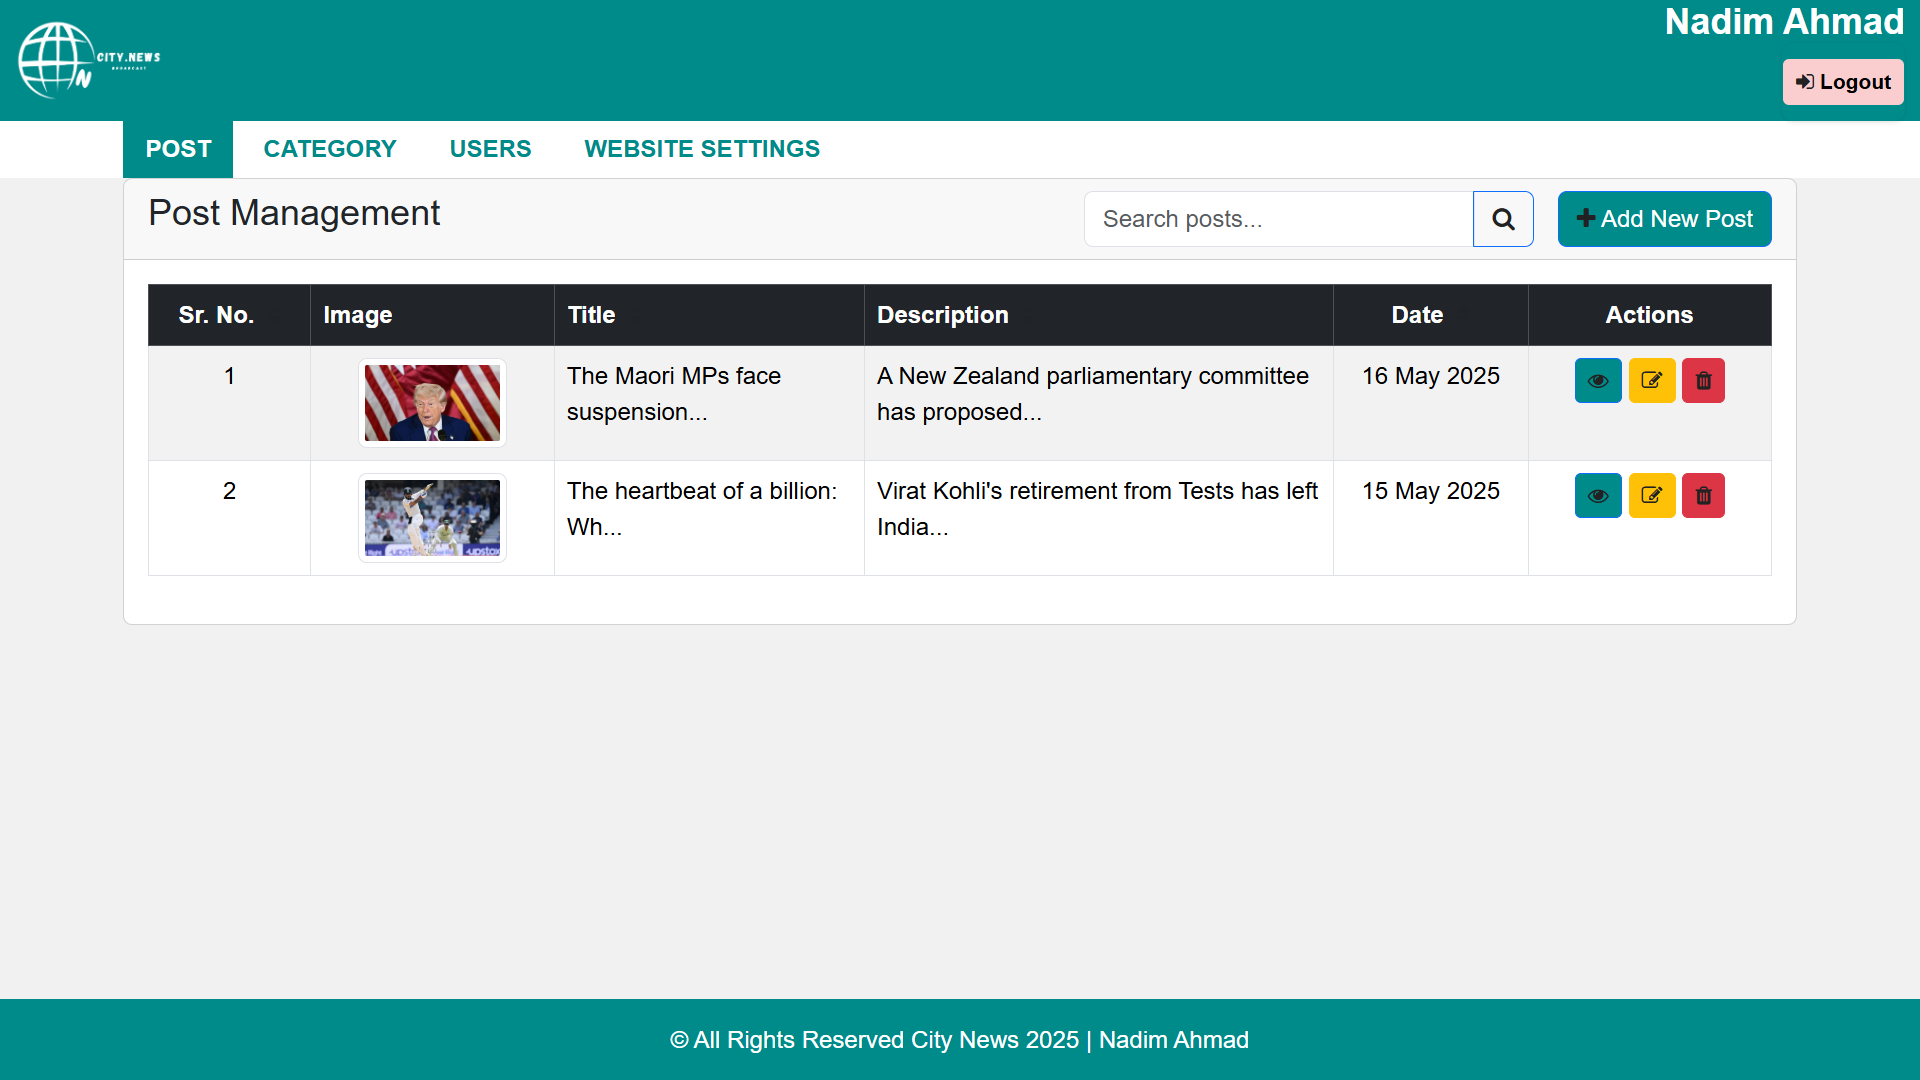 CITY.NEWS
BROADCAST
Nadim Ahmad
Logout
POST CATEGORY USERS WEBSITE SETTINGS
Post Management
Search posts...
Add New Post
Sr. No. Image Title Description Date Actions
1 The Maori MPs face suspension... A New Zealand parliamentary committee has proposed... 16 May 2025
2 The heartbeat of a billion: Wh... Virat Kohli's retirement from Tests has left India... 15 May 2025
upstox
upstox
© All Rights Reserved City News 2025 | Nadim Ahmad